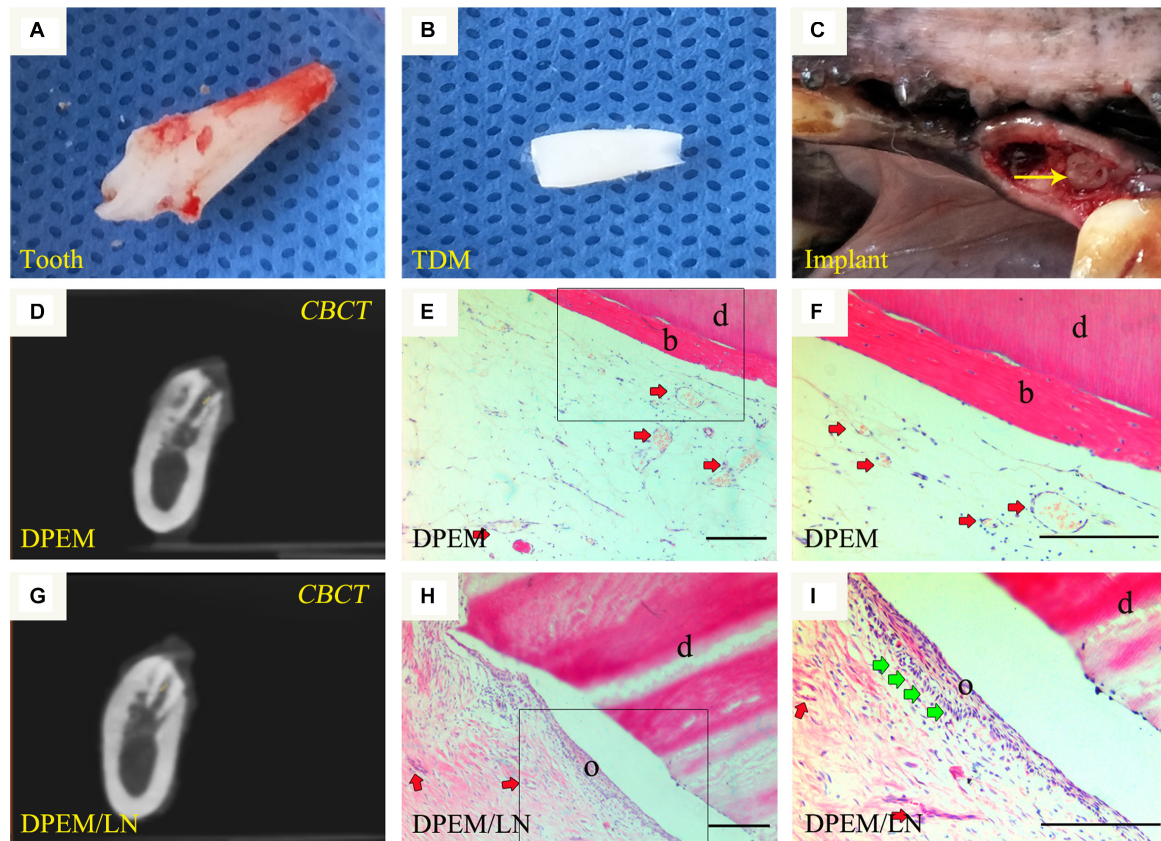 A
Tooth
B
TDM
C
Implant
D
CBCT
DPEM
E
d
b
DPEM
F
d
b
DPEM
G
CBCT
DPEM/LN
H
d
o
DPEM/LN
I
d
o
DPEM/LN